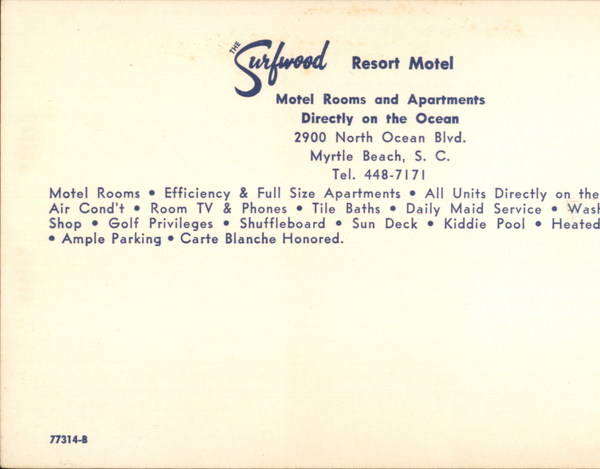 THE Surfwood Resort Motel
Motel Rooms and Apartments
Directly on the Ocean
2900 North Ocean Blvd.
Myrtle Beach, S. C.
Tel. 448-7171
Motel Rooms • Efficiency & Full Size Apartments • All Units Directly on the
Air Cond't • Room TV & Phones • Tile Baths • Daily Maid Service •
Shop • Golf Privileges • Shuffleboard • Sun Deck • Kiddie Pool • Heated
• Ample Parking • Carte Blanche Honored.
77314-B